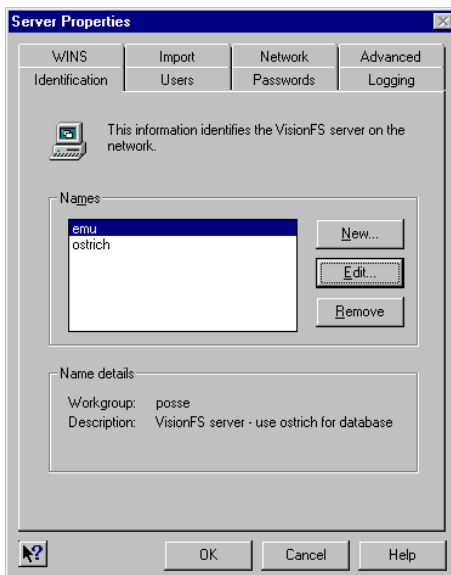 Server Properties
WINS Import Network Advanced
Identification Users Passwords Logging
This information identifies the VisionFS server on the
network.
Names
emu
ostrich
New...
Edit...
Remove
Name details
Workgroup: posse
Description: VisionFS server - use ostrich for database
? OK Cancel Help